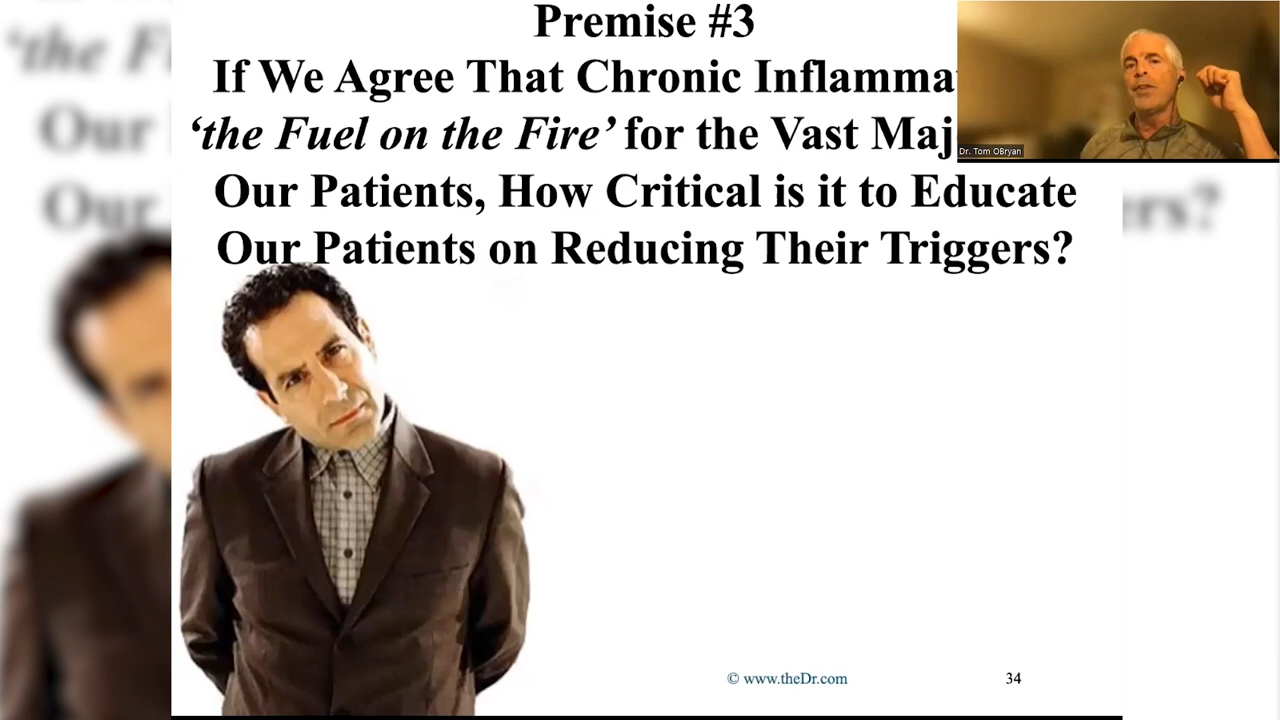 Premise #3
If We Agree That Chronic Inflamma
‘the Fuel on the Fire’ for the Vast Maj
Our Patients, How Critical is it to Educate
Our Patients on Reducing Their Triggers?
Dr. Tom OBryan
© www.theDr.com
34